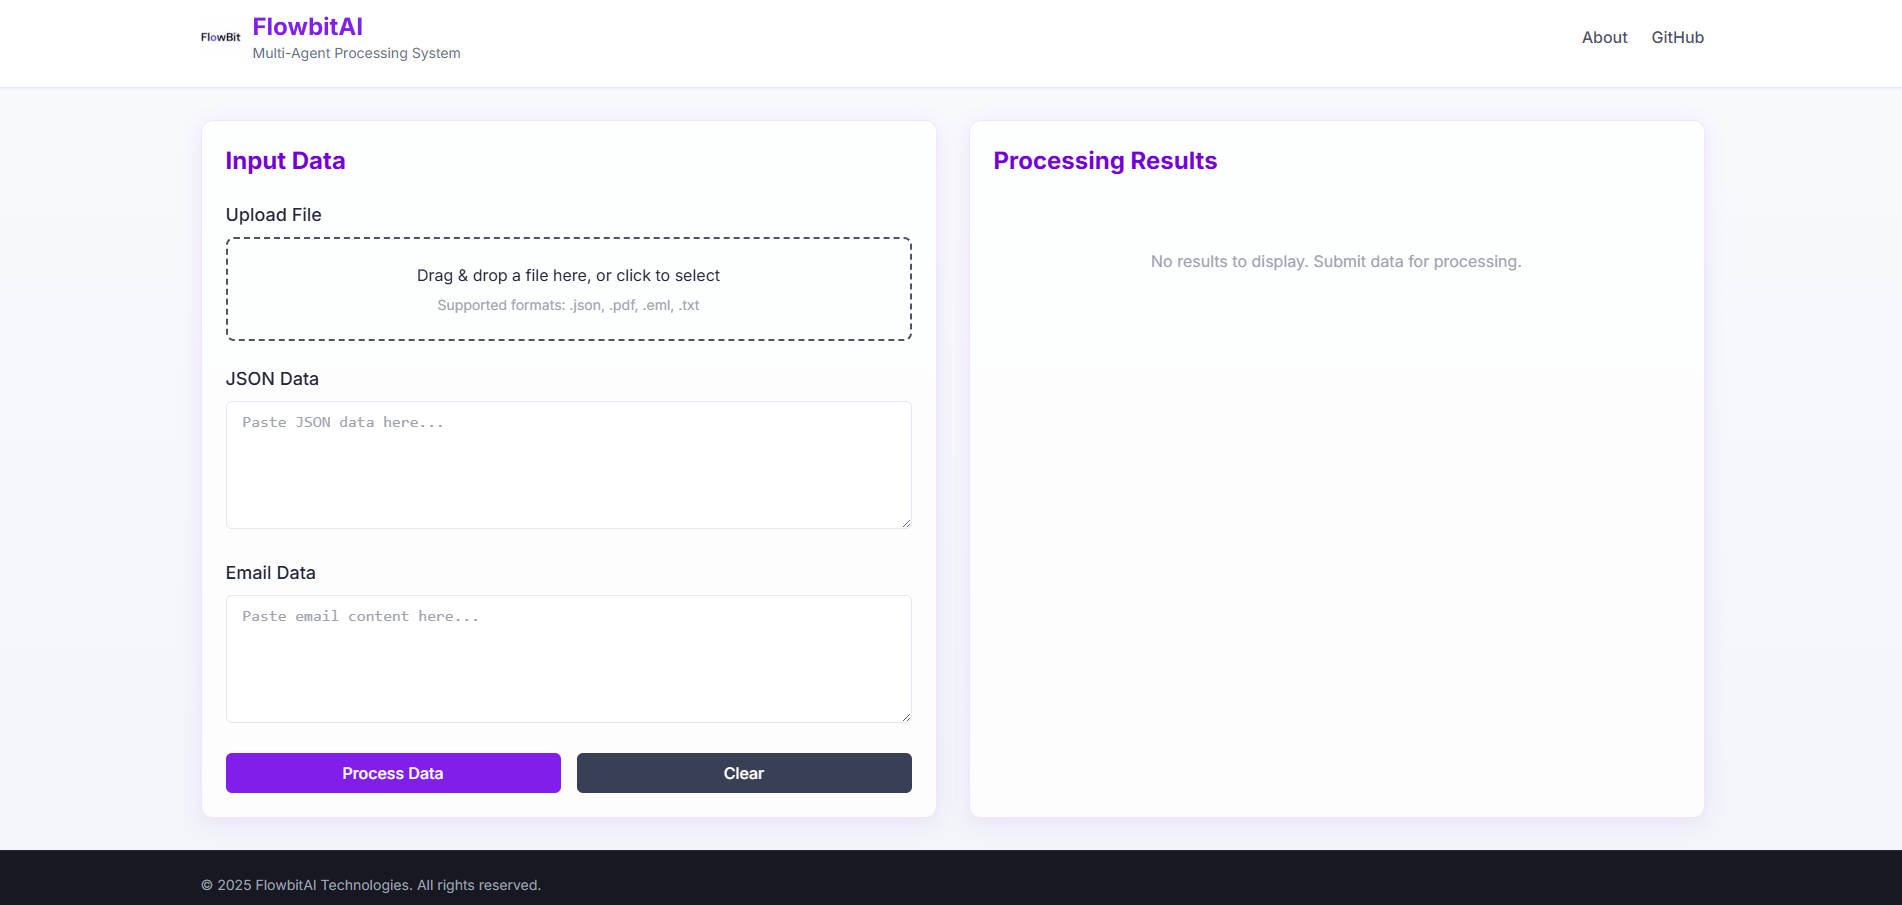 FlowBit
FlowbitAI
Multi-Agent Processing System
About
GitHub
Input Data
Upload File
Drag & drop a file here, or click to select
Supported formats: .json, .pdf, .eml, .txt
JSON Data
Paste JSON data here...
Email Data
Paste email content here...
Process Data
Clear
Processing Results
No results to display. Submit data for processing.
© 2025 FlowbitAI Technologies. All rights reserved.